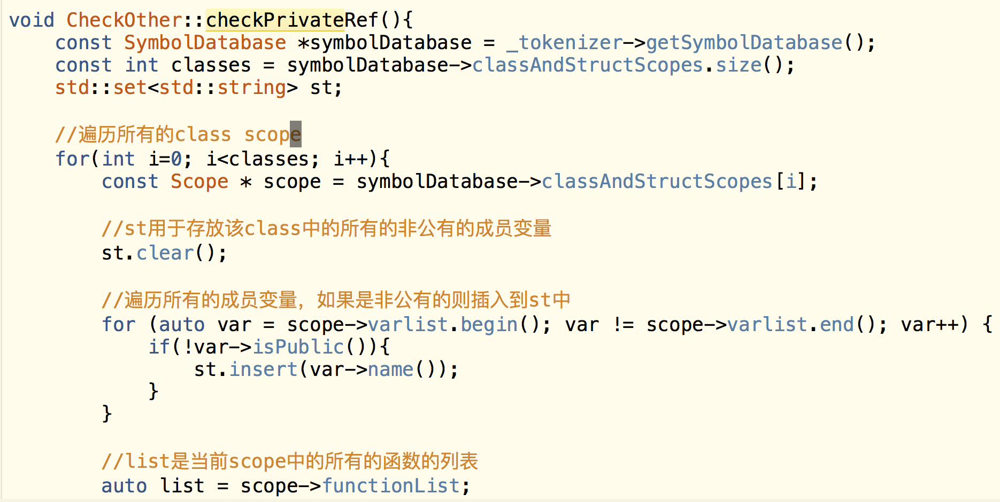 void CheckOther::checkPrivateRef(){
    const SymbolDatabase *symbolDatabase = _tokenizer->getSymbolDatabase();
    const int classes = symbolDatabase->classAndStructScopes.size();
    std::set<std::string> st;

    //遍历所有的class scope
    for(int i=0; i<classes; i++){
        const Scope * scope = symbolDatabase->classAndStructScopes[i];

        //st用于存放该class中的所有的非公有的成员变量
        st.clear();

        //遍历所有的成员变量，如果是非公有的则插入到st中
        for (auto var = scope->varlist.begin(); var != scope->varlist.end(); var++) {
            if(!var->isPublic()){
                st.insert(var->name());
            }
        }

        //list是当前scope中的所有的函数的列表
        auto list = scope->functionList;